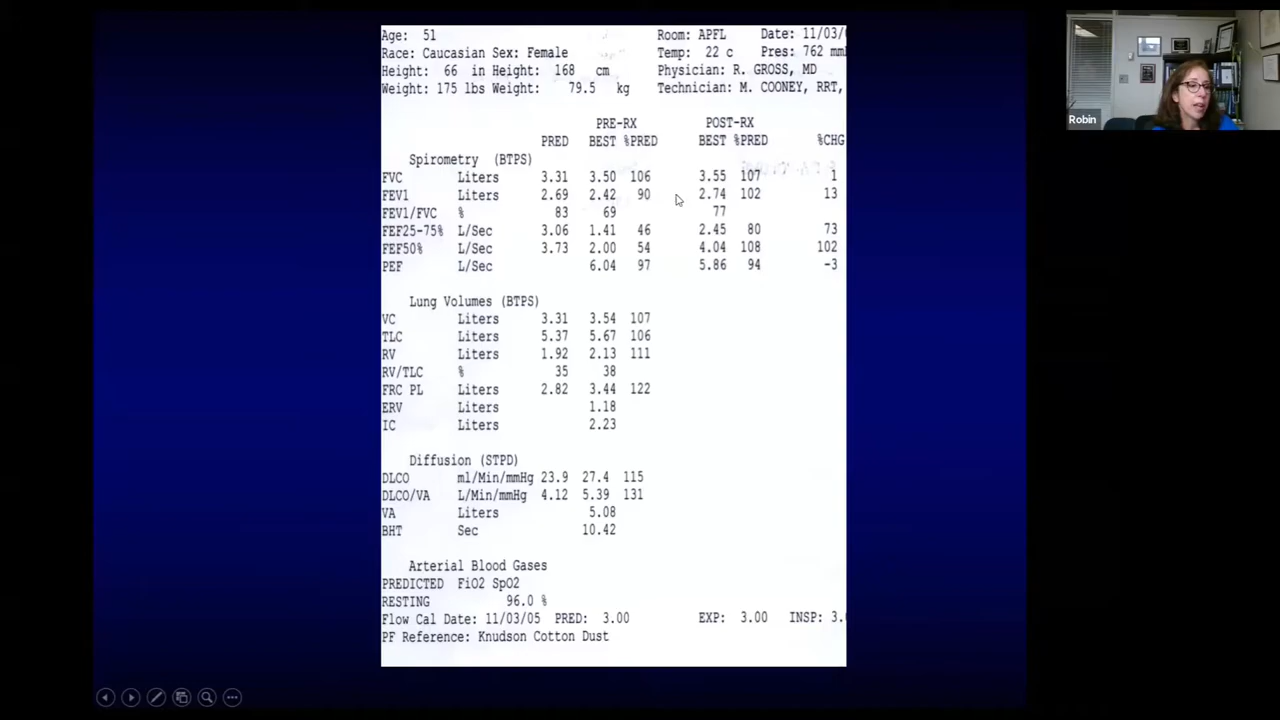 Age: 51 Room: APFL Date: 11/03/
Race: Caucasian Sex: Female Temp: 22 c Pres: 762 mm
Height: 66 in Height: 168 cm Physician: R. GROSS, MD
Weight: 175 lbs Weight: 79.5 kg Technician: M. COONEY, RRT,
PRE-RX POST-RX
PRED BEST %PRED BEST %PRED %CHG
Spirometry (BTPS)
FVC Liters 3.31 3.50 106 3.55 107 1
FEV1 Liters 2.69 2.42 90 2.74 102 13
FEV1/FVC % 83 69 77
FEF25-75% L/Sec 3.06 1.41 46 2.45 80 73
FEF50% L/Sec 3.73 2.00 54 4.04 108 102
PEF L/Sec 6.04 97 5.86 94 -3
Lung Volumes (BTPS)
VC Liters 3.31 3.54 107
TLC Liters 5.37 5.67 106
RV Liters 1.92 2.13 111
RV/TLC % 35 38
FRC PL Liters 2.82 3.44 122
ERV Liters 1.18
IC Liters 2.23
Diffusion (STPD)
DLCO ml/Min/mmHg 23.9 27.4 115
DLCO/VA L/Min/mmHg 4.12 5.39 131
VA Liters 5.08
BHT Sec 10.42
Arterial Blood Gases
PREDICTED FiO2 SpO2
RESTING 96.0 %
Flow Cal Date: 11/03/05 PRED: 3.00 EXP: 3.00 INSP: 3.
PF Reference: Knudson Cotton Dust
Robin